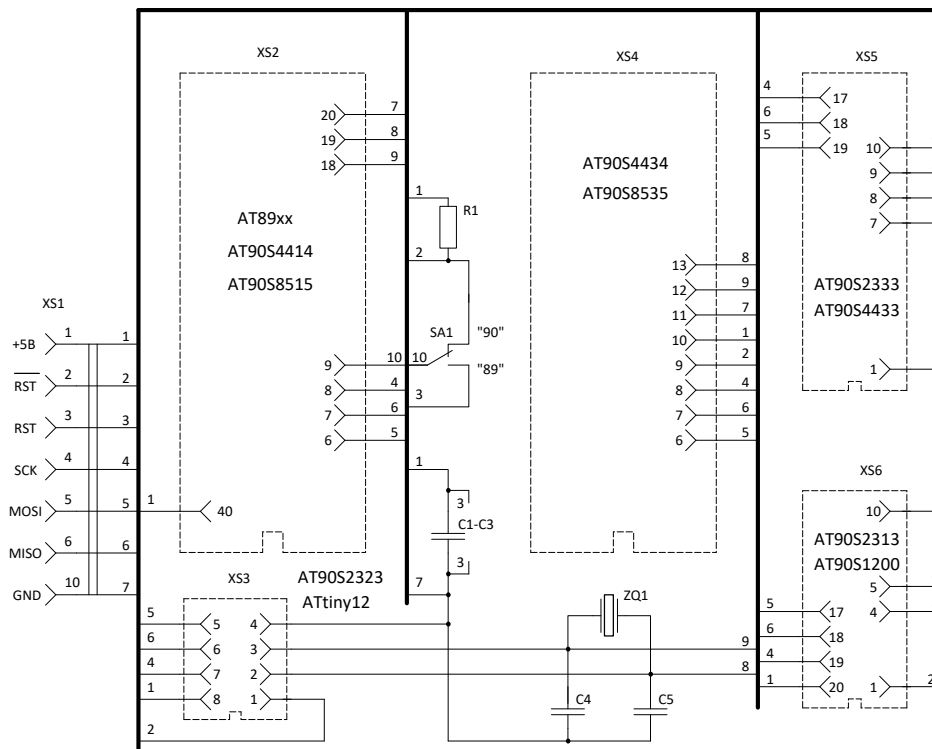 XS2
XS4
XS5
20 7
19 8
18 9
4 17
6 18
5 19
10
9
8
7
AT89xx
AT90S4414
AT90S8515
1
R1
2
AT90S4434
AT90S8535
13 8
12 9
11 7
10 1
9 2
8 4
7 6
6 5
AT90S2333
AT90S4433
1
XS1
+5B 1 1
RST 2 2
RST 3 3
SCK 4 4
MOSI 5 5
MISO 6 6
GND 10 7
SA1
"90"
"89"
9 10 10
8 4
3
7 6
6 5
1 40
1
3
C1-C3
3
7
XS6
10
AT90S2313
AT90S1200
5
4
5 17
6 18
4 19
1 20
1 2
XS3
AT90S2323
ATtiny12
5 5 4
6 6 3
4 7 2
1 8 1
2
ZQ1
9
8
C4
C5